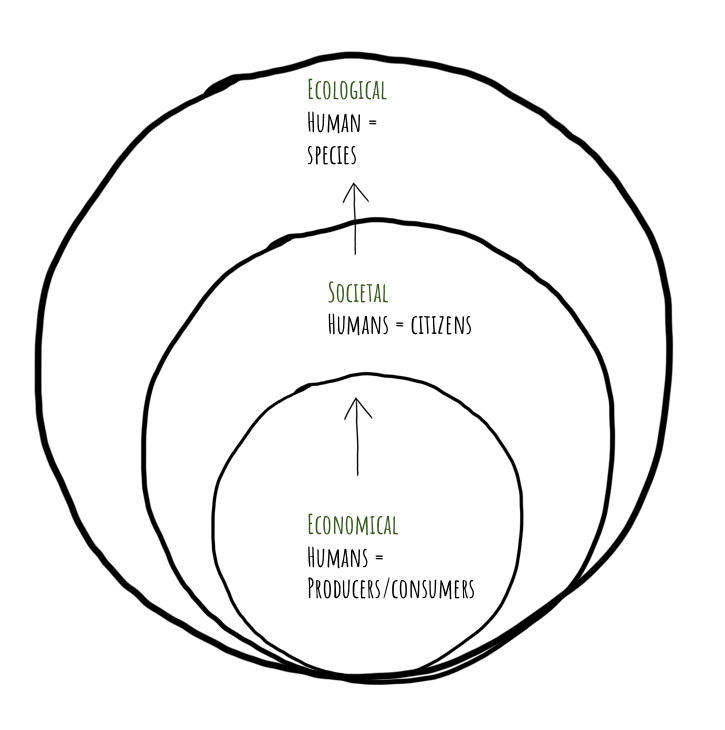 Ecological
Human =
species
Societal
Humans = citizens
Economical
Humans =
Producers/consumers